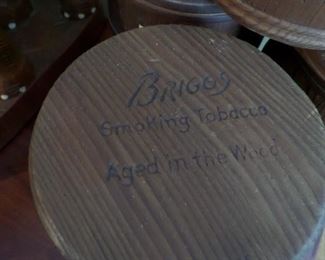 BRIGGS
Smoking Tobacco
Aged in the Wood